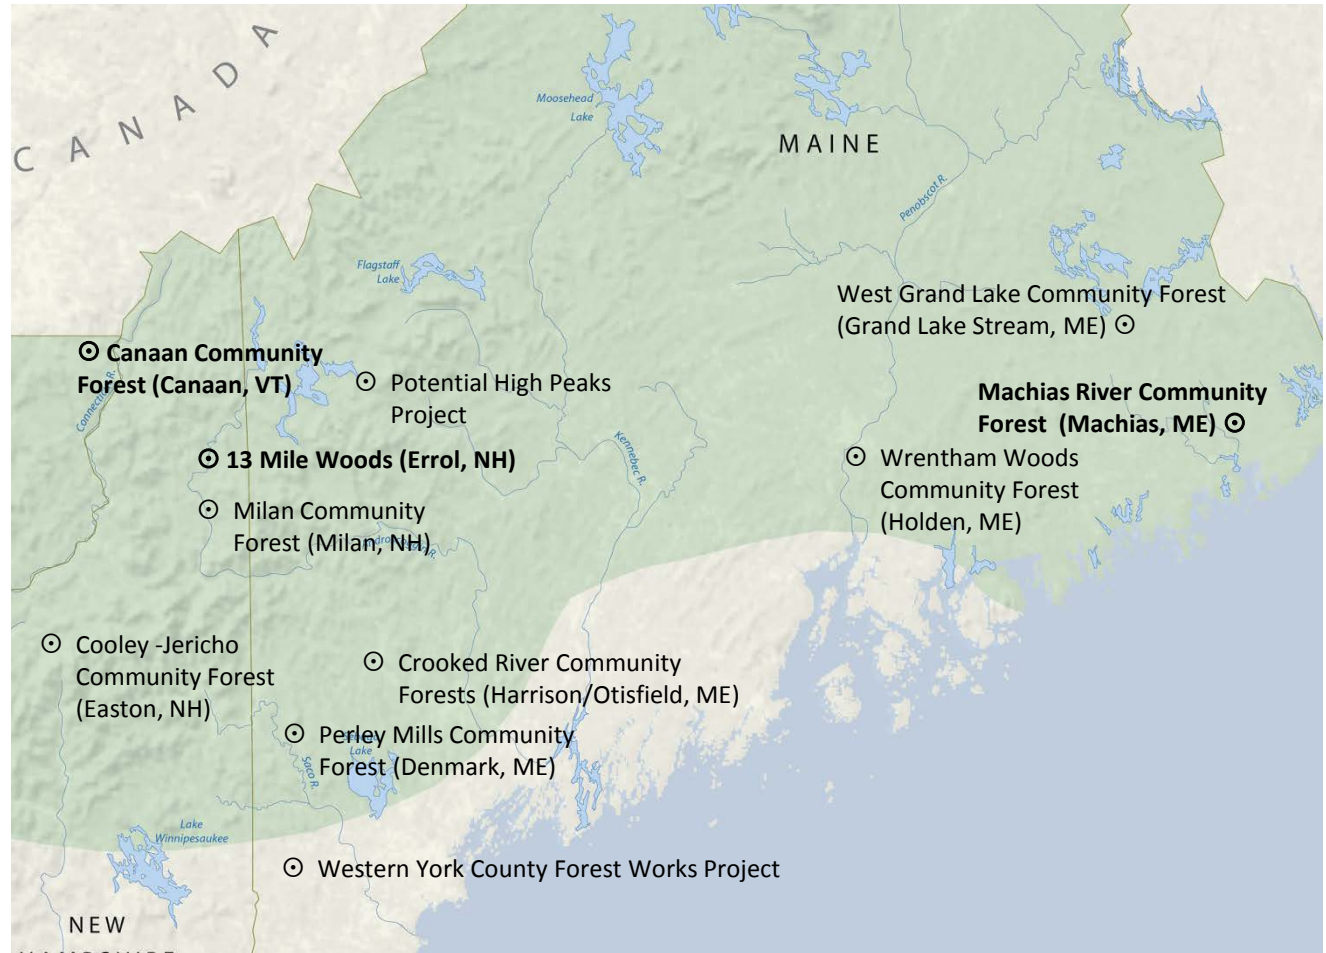 CANADA
Moosehead
Lake
MAINE
Penobscot R.
Flagstaff
Lake
West Grand Lake Community Forest
(Grand Lake Stream, ME)
Canaan Community
Forest (Canaan, VT)
Connecticut R.
Potential High Peaks
Project
Machias River Community
Forest (Machias, ME)
Kennebec R.
13 Mile Woods (Errol, NH)
Wrentham Woods
Community Forest
(Holden, ME)
Milan Community
Forest (Milan, NH)
Androscoggin R.
Cooley -Jericho
Community Forest
(Easton, NH)
Crooked River Community
Forests (Harrison/Otisfield, ME)
Perley Mills Community
Forest (Denmark, ME)
Lake
Saco R.
Lake
Winnipesaukee
Western York County Forest Works Project
NEW